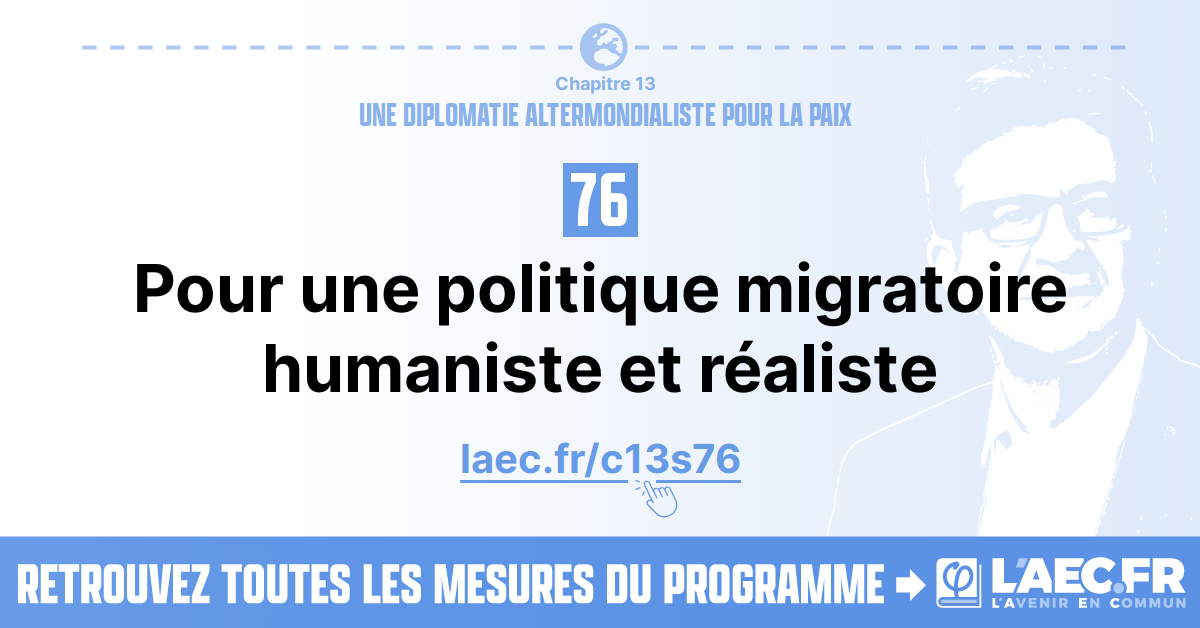 Chapitre 13
UNE DIPLOMATIE ALTERMONDIALISTE POUR LA PAIX
76
Pour une politique migratoire
humaniste et réaliste
laec.fr/c13s76
RETROUVEZ TOUTES LES MESURES DU PROGRAMME
L'AEC.FR
L'AVENIR EN COMMUN